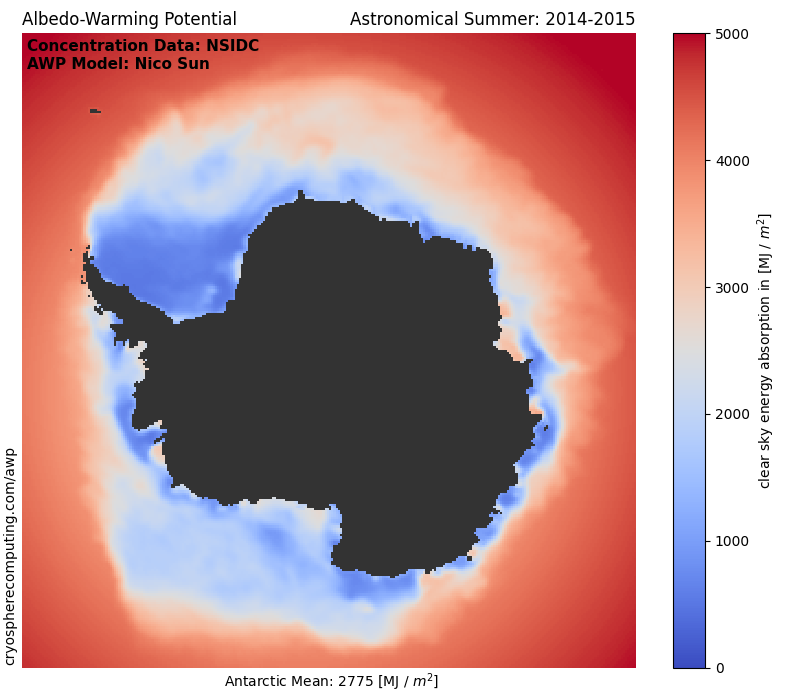 Albedo-Warming Potential
Astronomical Summer: 2014-2015
Concentration Data: NSIDC
AWP Model: Nico Sun
5000
4000
3000
2000
1000
0
clear sky energy absorption in [MJ / m²]
cryospherecomputing.com/awp
Antarctic Mean: 2775 [MJ / m²]